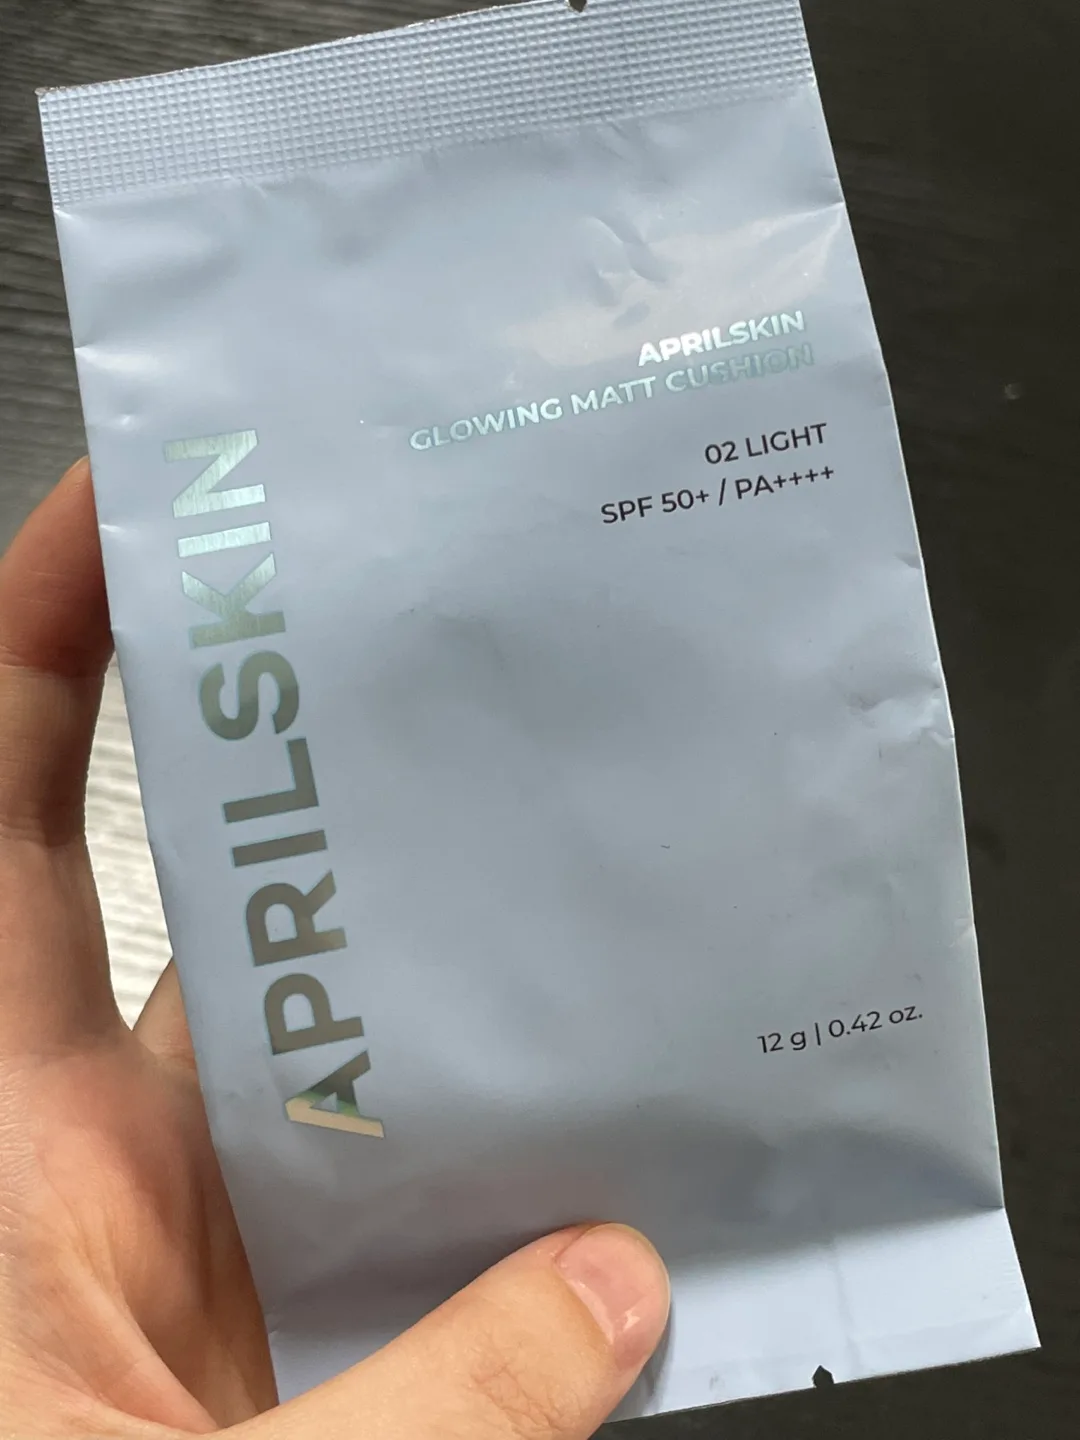 APRILSKIN
GLOWING MATT CUSHION
02 LIGHT
SPF 50+ / PA++++
APRILSKIN
12 g | 0.42 oz.